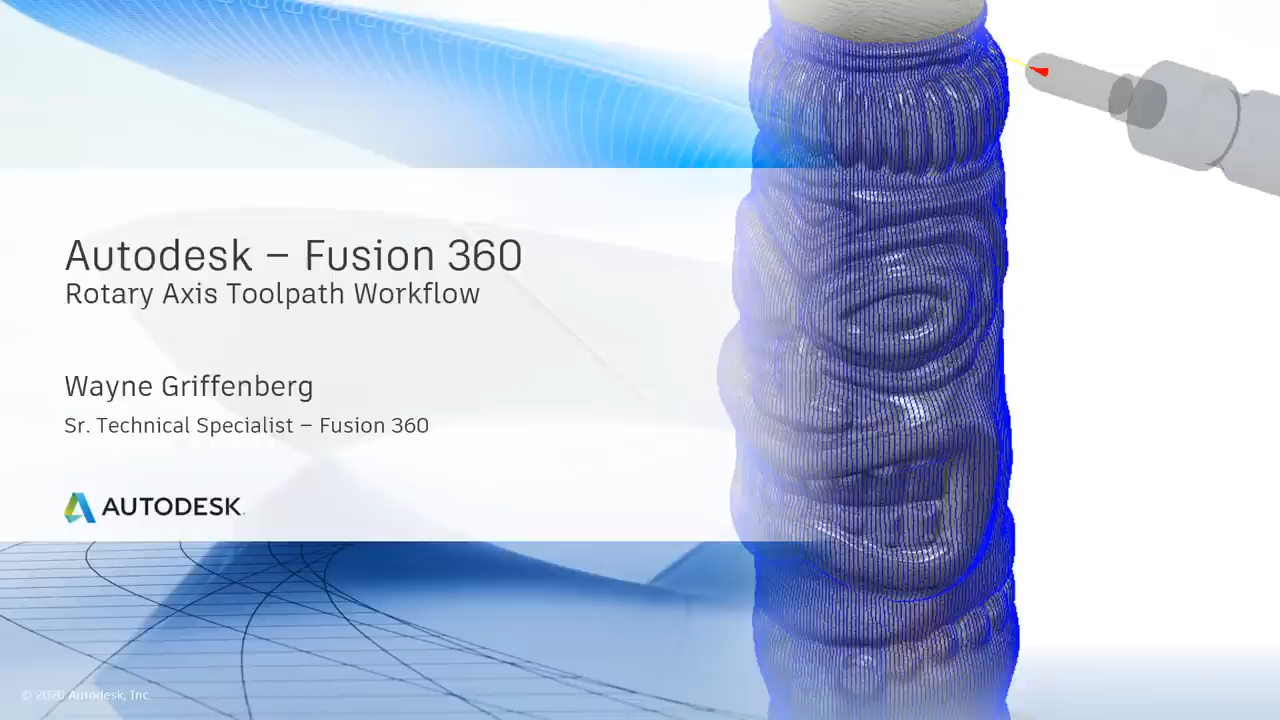 Autodesk – Fusion 360
Rotary Axis Toolpath Workflow
Wayne Griffenberg
Sr. Technical Specialist – Fusion 360
AUTODESK.
© 2020 Autodesk, Inc.